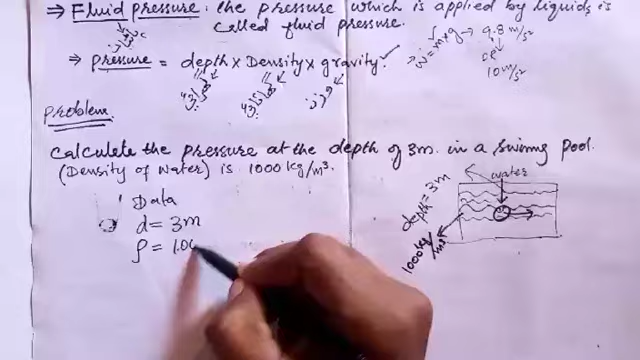 ⇒ Fluid pressure: the pressure which is applied by liquids is
called fluid pressure.
⇒ pressure = depth x Density x gravity.
w = m x g → 9.8 m/s²
or
10 m/s²
problem
calculate the pressure at the depth of 3m in a swimng pool.
(Density of water) is 1000 kg/m³.
Data
d = 3m
ρ = 100
water
depth = 3m
1000 kg/m³